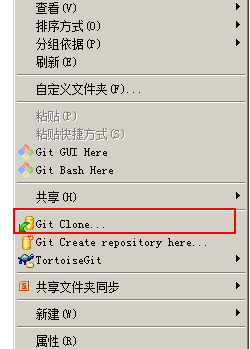 查看(V)
排序方式(O)
分组依据(P)
刷新(E)
自定义文件夹(F)...
粘贴(P)
粘贴快捷方式(S)
Git GUI Here
Git Bash Here
共享(H)
Git Clone...
Git Create repository here...
TortoiseGit
共享文件夹同步
新建(W)
属性(R)